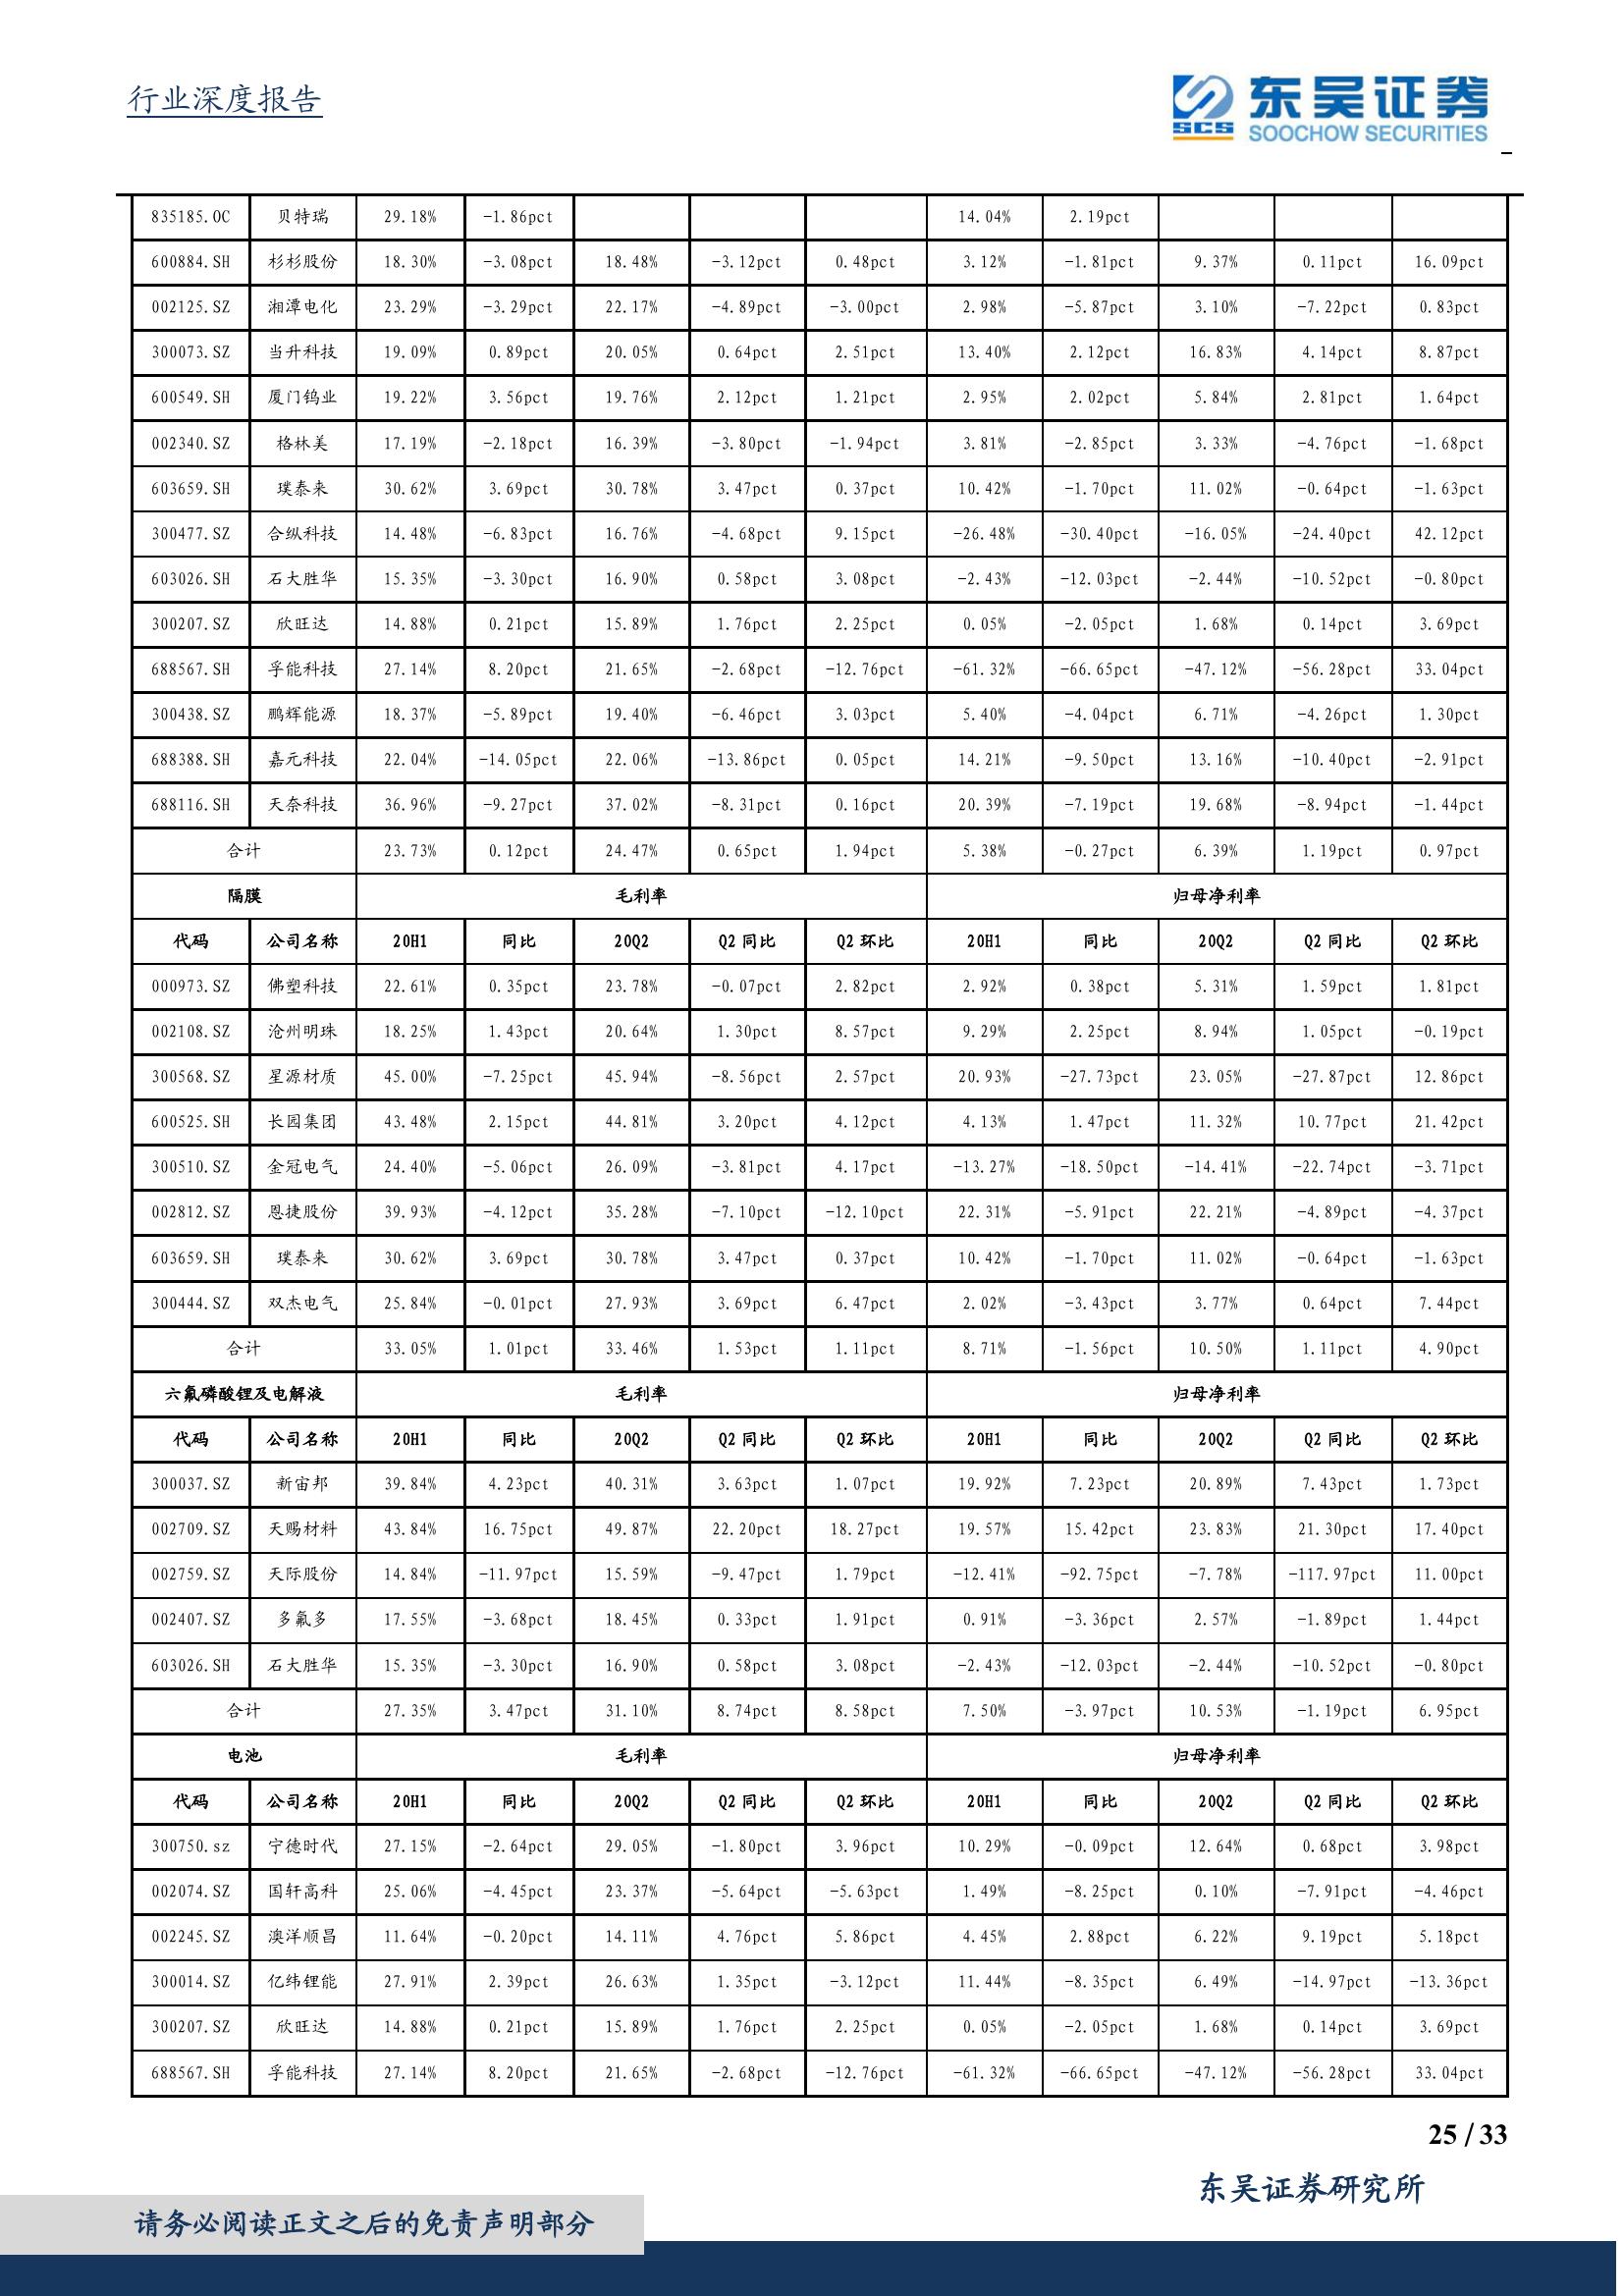 行业深度报告
SCS 东吴证券
SOOCHOW SECURITIES
835185.OC 贝特瑞 29.18% -1.86pct 14.04% 2.19pct
600884.SH 杉杉股份 18.30% -3.08pct 18.48% -3.12pct 0.48pct 3.12% -1.81pct 9.37% 0.11pct 16.09pct
002125.SZ 湘潭电化 23.29% -3.29pct 22.17% -4.89pct -3.00pct 2.98% -5.87pct 3.10% -7.22pct 0.83pct
300073.SZ 当升科技 19.09% 0.89pct 20.05% 0.64pct 2.51pct 13.40% 2.12pct 16.83% 4.14pct 8.87pct
600549.SH 厦门钨业 19.22% 3.56pct 19.76% 2.12pct 1.21pct 2.95% 2.02pct 5.84% 2.81pct 1.64pct
002340.SZ 格林美 17.19% -2.18pct 16.39% -3.80pct -1.94pct 3.81% -2.85pct 3.33% -4.76pct -1.68pct
603659.SH 璞泰来 30.62% 3.69pct 30.78% 3.47pct 0.37pct 10.42% -1.70pct 11.02% -0.64pct -1.63pct
300477.SZ 合纵科技 14.48% -6.83pct 16.76% -4.68pct 9.15pct -26.48% -30.40pct -16.05% -24.40pct 42.12pct
603026.SH 石大胜华 15.35% -3.30pct 16.90% 0.58pct 3.08pct -2.43% -12.03pct -2.44% -10.52pct -0.80pct
300207.SZ 欣旺达 14.88% 0.21pct 15.89% 1.76pct 2.25pct 0.05% -2.05pct 1.68% 0.14pct 3.69pct
688567.SH 孚能科技 27.14% 8.20pct 21.65% -2.68pct -12.76pct -61.32% -66.65pct -47.12% -56.28pct 33.04pct
300438.SZ 鹏辉能源 18.37% -5.89pct 19.40% -6.46pct 3.03pct 5.40% -4.04pct 6.71% -4.26pct 1.30pct
688388.SH 嘉元科技 22.04% -14.05pct 22.06% -13.86pct 0.05pct 14.21% -9.50pct 13.16% -10.40pct -2.91pct
688116.SH 天奈科技 36.96% -9.27pct 37.02% -8.31pct 0.16pct 20.39% -7.19pct 19.68% -8.94pct -1.44pct
合计 23.73% 0.12pct 24.47% 0.65pct 1.94pct 5.38% -0.27pct 6.39% 1.19pct 0.97pct
隔膜 毛利率 归母净利率
代码 公司名称 20H1 同比 20Q2 Q2 同比 Q2 环比 20H1 同比 20Q2 Q2 同比 Q2 环比
000973.SZ 佛塑科技 22.61% 0.35pct 23.78% -0.07pct 2.82pct 2.92% 0.38pct 5.31% 1.59pct 1.81pct
002108.SZ 沧州明珠 18.25% 1.43pct 20.64% 1.30pct 8.57pct 9.29% 2.25pct 8.94% 1.05pct -0.19pct
300568.SZ 星源材质 45.00% -7.25pct 45.94% -8.56pct 2.57pct 20.93% -27.73pct 23.05% -27.87pct 12.86pct
600525.SH 长园集团 43.48% 2.15pct 44.81% 3.20pct 4.12pct 4.13% 1.47pct 11.32% 10.77pct 21.42pct
300510.SZ 金冠电气 24.40% -5.06pct 26.09% -3.81pct 4.17pct -13.27% -18.50pct -14.41% -22.74pct -3.71pct
002812.SZ 恩捷股份 39.93% -4.12pct 35.28% -7.10pct -12.10pct 22.31% -5.91pct 22.21% -4.89pct -4.37pct
603659.SH 璞泰来 30.62% 3.69pct 30.78% 3.47pct 0.37pct 10.42% -1.70pct 11.02% -0.64pct -1.63pct
300444.SZ 双杰电气 25.84% -0.01pct 27.93% 3.69pct 6.47pct 2.02% -3.43pct 3.77% 0.64pct 7.44pct
合计 33.05% 1.01pct 33.46% 1.53pct 1.11pct 8.71% -1.56pct 10.50% 1.11pct 4.90pct
六氟磷酸锂及电解液 毛利率 归母净利率
代码 公司名称 20H1 同比 20Q2 Q2 同比 Q2 环比 20H1 同比 20Q2 Q2 同比 Q2 环比
300037.SZ 新宙邦 39.84% 4.23pct 40.31% 3.63pct 1.07pct 19.92% 7.23pct 20.89% 7.43pct 1.73pct
002709.SZ 天赐材料 43.84% 16.75pct 49.87% 22.20pct 18.27pct 19.57% 15.42pct 23.83% 21.30pct 17.40pct
002759.SZ 天际股份 14.84% -11.97pct 15.59% -9.47pct 1.79pct -12.41% -92.75pct -7.78% -117.97pct 11.00pct
002407.SZ 多氟多 17.55% -3.68pct 18.45% 0.33pct 1.91pct 0.91% -3.36pct 2.57% -1.89pct 1.44pct
603026.SH 石大胜华 15.35% -3.30pct 16.90% 0.58pct 3.08pct -2.43% -12.03pct -2.44% -10.52pct -0.80pct
合计 27.35% 3.47pct 31.10% 8.74pct 8.58pct 7.50% -3.97pct 10.53% -1.19pct 6.95pct
电池 毛利率 归母净利率
代码 公司名称 20H1 同比 20Q2 Q2 同比 Q2 环比 20H1 同比 20Q2 Q2 同比 Q2 环比
300750.sz 宁德时代 27.15% -2.64pct 29.05% -1.80pct 3.96pct 10.29% -0.09pct 12.64% 0.68pct 3.98pct
002074.SZ 国轩高科 25.06% -4.45pct 23.37% -5.64pct -5.63pct 1.49% -8.25pct 0.10% -7.91pct -4.46pct
002245.SZ 澳洋顺昌 11.64% -0.20pct 14.11% 4.76pct 5.86pct 4.45% 2.88pct 6.22% 9.19pct 5.18pct
300014.SZ 亿纬锂能 27.91% 2.39pct 26.63% 1.35pct -3.12pct 11.44% -8.35pct 6.49% -14.97pct -13.36pct
300207.SZ 欣旺达 14.88% 0.21pct 15.89% 1.76pct 2.25pct 0.05% -2.05pct 1.68% 0.14pct 3.69pct
688567.SH 孚能科技 27.14% 8.20pct 21.65% -2.68pct -12.76pct -61.32% -66.65pct -47.12% -56.28pct 33.04pct
25 / 33
东吴证券研究所
请务必阅读正文之后的免责声明部分